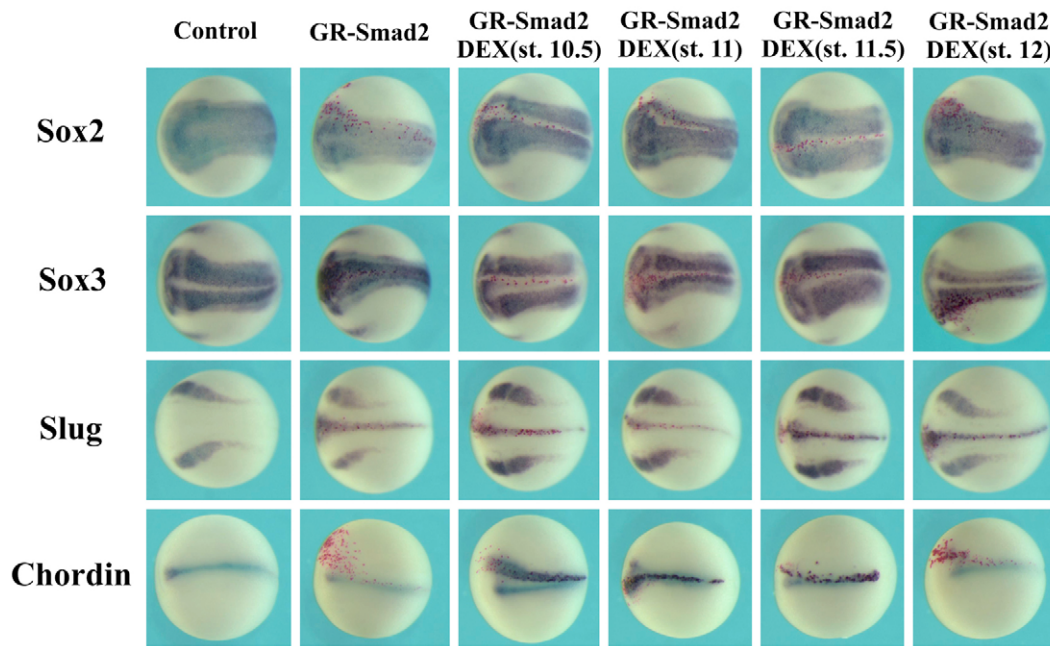 Control
GR-Smad2
GR-Smad2
DEX(st. 10.5)
GR-Smad2
DEX(st. 11)
GR-Smad2
DEX(st. 11.5)
GR-Smad2
DEX(st. 12)
Sox2
Sox3
Slug
Chordin